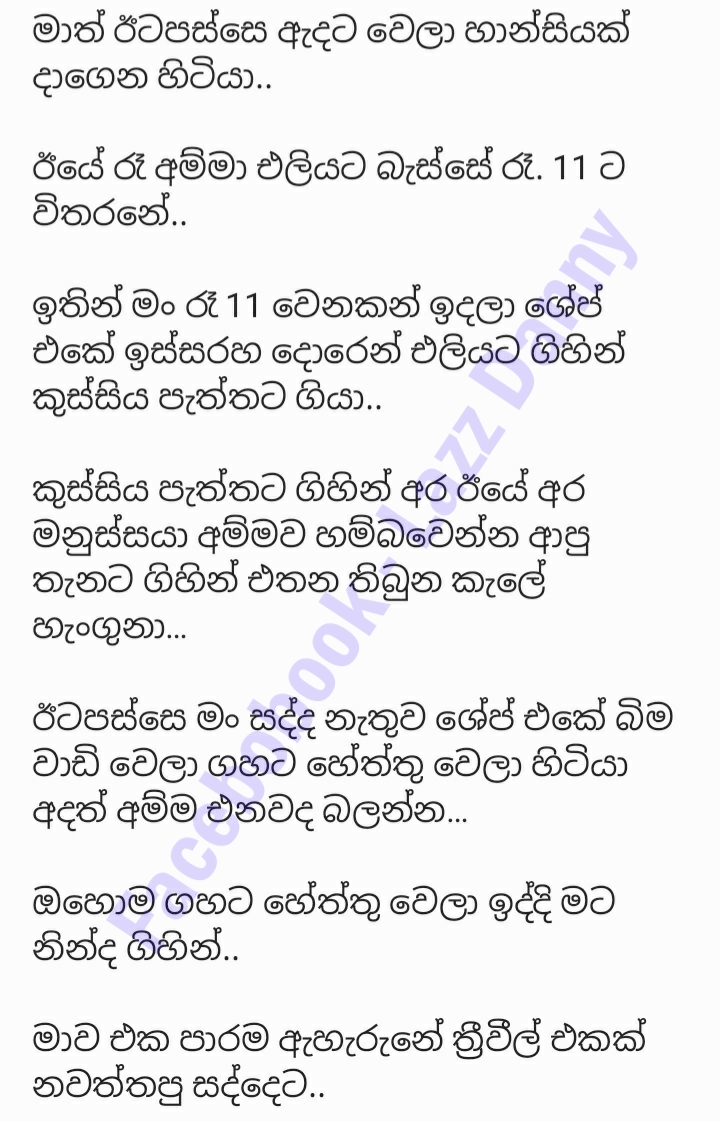 මාත් ඊටපස්සෙ ඇදට වෙලා හාන්සියක්
දාගෙන හිටියා..
ඊයේ රෑ අම්මා එලියට බැස්සේ රෑ. 11 ට
විතරනේ..
ඉතින් මං රෑ 11 වෙනකන් ඉදලා ශේප්
එකේ ඉස්සරහ දොරෙන් එලියට ගිහින්
කුස්සිය පැත්තට ගියා..
කුස්සිය පැත්තට ගිහින් අර ඊයේ අර
මනුස්සයා අම්මව හම්බවෙන්න ආපු
තැනට ගිහින් එතන තිබුන කැලේ
හැංගුනා...
ඊටපස්සෙ මං සද්ද නැතුව ශේප් එකේ බිම
වාඩි වෙලා ගහට හේත්තු වෙලා හිටියා
අදත් අම්ම එනවද බලන්න...
ඔහොම ගහට හේත්තු වෙලා ඉද්දි මට
නින්ද ගිහින්..
මාව එක පාරම ඇහැරුනේ ත්‍රීවීල් එකක්
නවත්තපු සද්දෙට..
Facebook - Lazz Danny